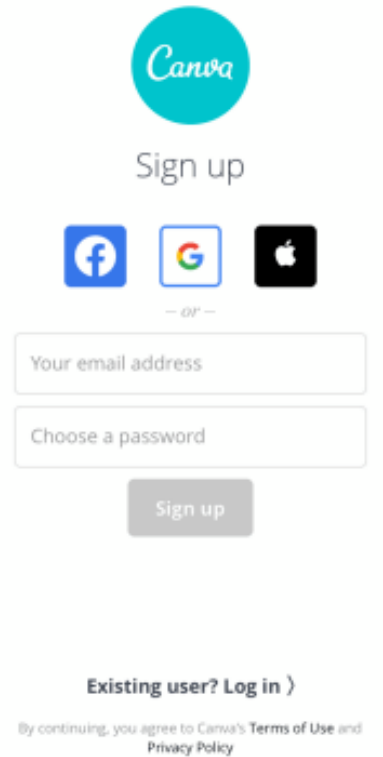 Canva
Sign up
– or –
Your email address
Choose a password
Sign up
Existing user? Log in 〉
By continuing, you agree to Canva's Terms of Use and
Privacy Policy